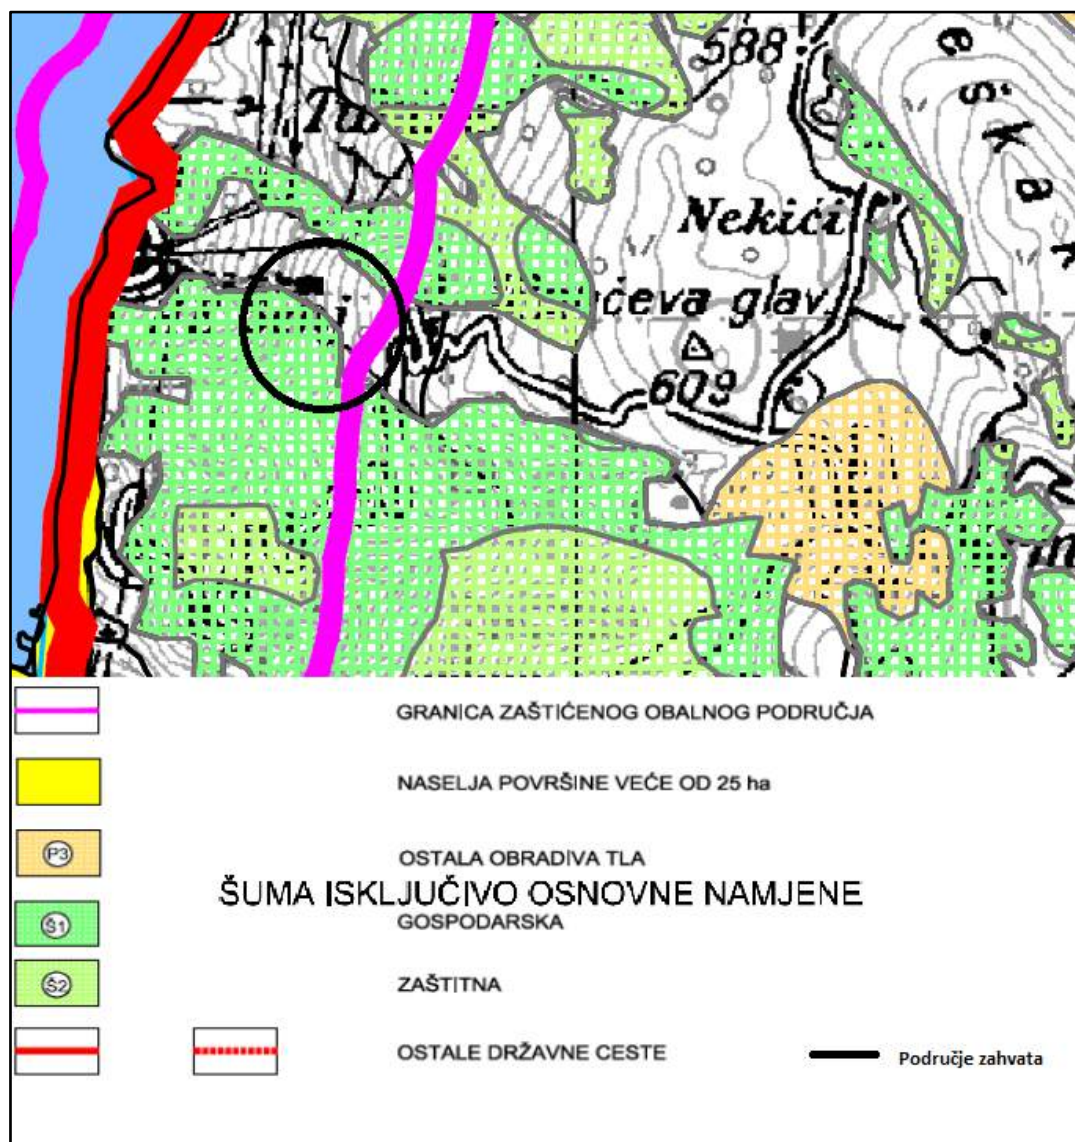 588
Nekići
ćeva glav.
609
e š k a
GRANICA ZAŠTIĆENOG OBALNOG PODRUČJA
NASELJA POVRŠINE VEĆE OD 25 ha
P3 OSTALA OBRADIVA TLA
ŠUMA ISKLJUČIVO OSNOVNE NAMJENE
Š1 GOSPODARSKA
Š2 ZAŠTITNA
OSTALE DRŽAVNE CESTE
Područje zahvata